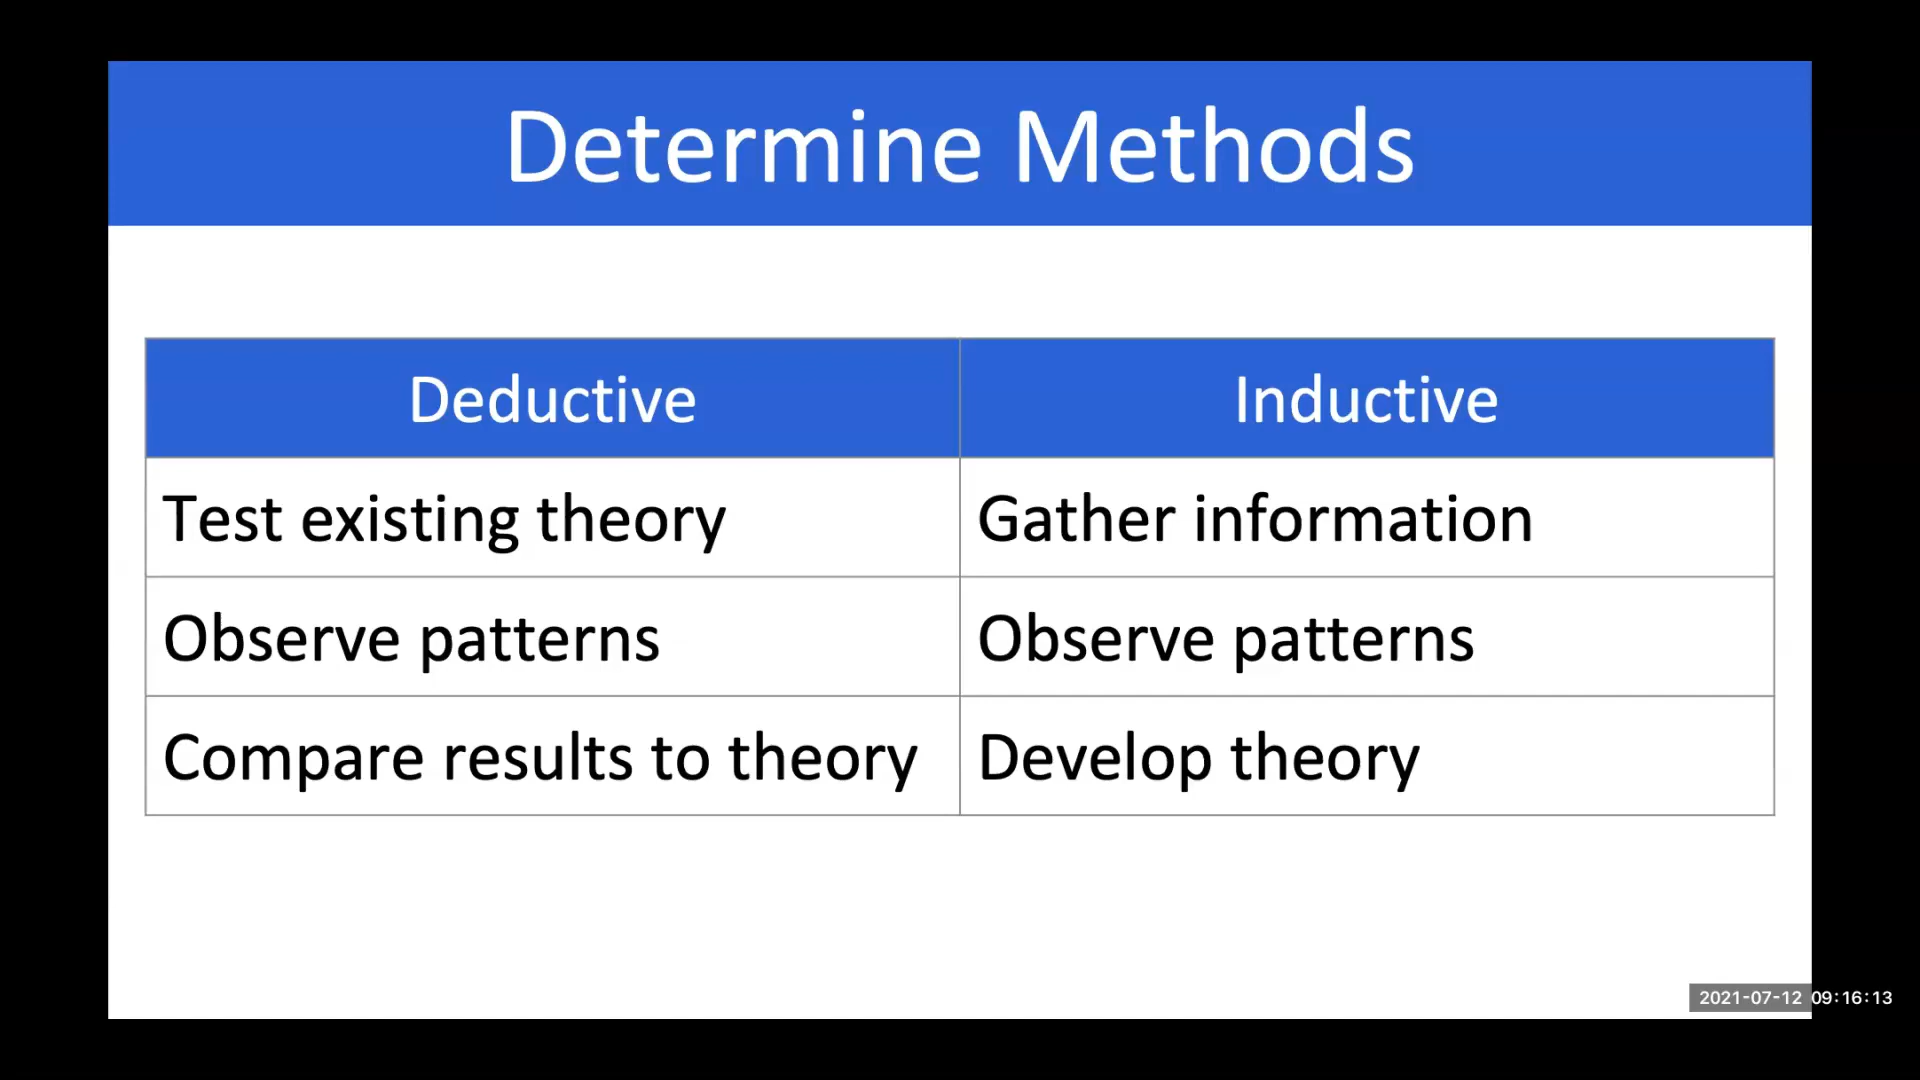 Determine Methods
Deductive
Inductive
Test existing theory
Gather information
Observe patterns
Observe patterns
Compare results to theory
Develop theory
2021-07-12 09:16:13